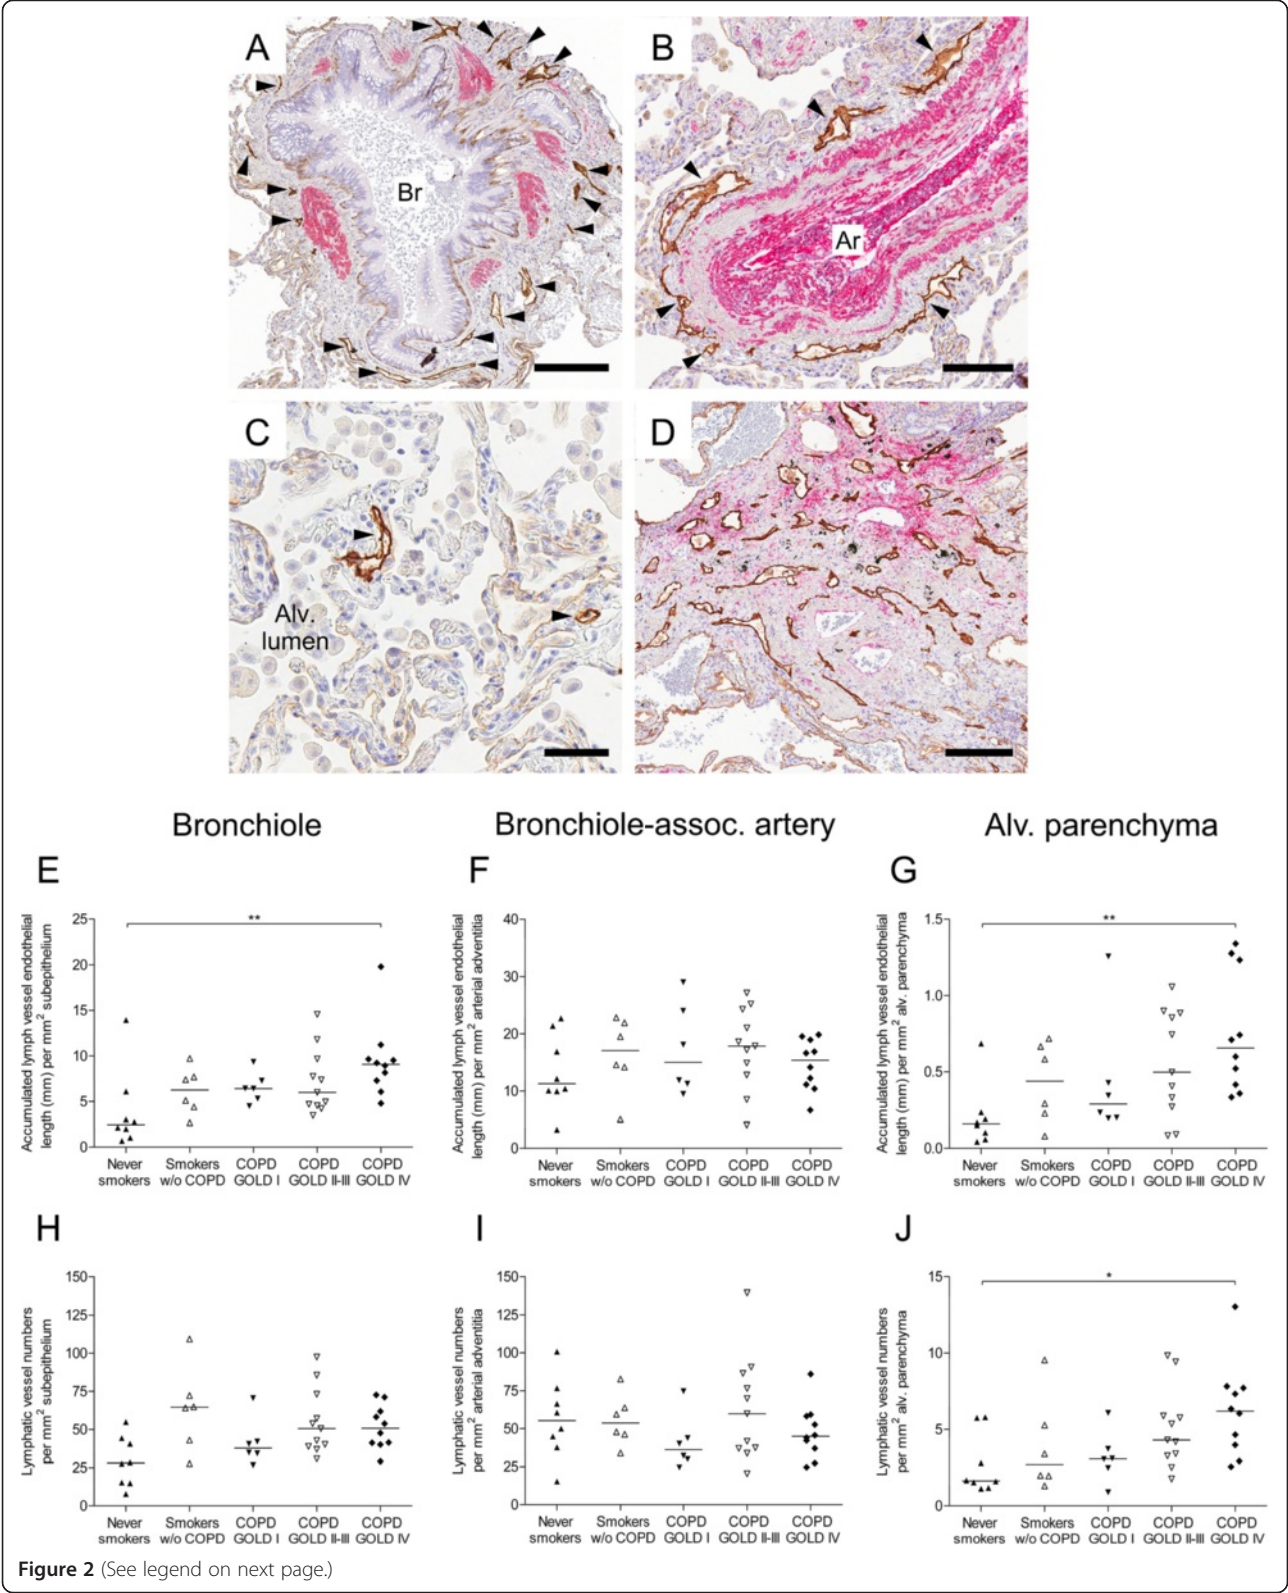 A
B
Br
Ar
C
D
Alv.
lumen
Bronchiole
Bronchiole-assoc. artery
Alv. parenchyma
E
F
G
Accumulated lymph vessel endothelial
length (mm) per mm² subepithelium
25
20
15
10
5
0
**
Never
smokers
Smokers
w/o COPD
COPD
GOLD I
COPD
GOLD II-III
COPD
GOLD IV
Accumulated lymph vessel endothelial
length (mm) per mm² arterial adventitia
40
30
20
10
0
Never
smokers
Smokers
w/o COPD
COPD
GOLD I
COPD
GOLD II-III
COPD
GOLD IV
Accumulated lymph vessel endothelial
length (mm) per mm² alv. parenchyma
1.5
1.0
0.5
0.0
**
Never
smokers
Smokers
w/o COPD
COPD
GOLD I
COPD
GOLD II-III
COPD
GOLD IV
H
I
J
Lymphatic vessel numbers
per mm² subepithelium
150
125
100
75
50
25
0
Never
smokers
Smokers
w/o COPD
COPD
GOLD I
COPD
GOLD II-III
COPD
GOLD IV
Lymphatic vessel numbers
per mm² arterial adventitia
150
125
100
75
50
25
0
Never
smokers
Smokers
w/o COPD
COPD
GOLD I
COPD
GOLD II-III
COPD
GOLD IV
Lymphatic vessel numbers
per mm² alv. parenchyma
15
10
5
0
*
Never
smokers
Smokers
w/o COPD
COPD
GOLD I
COPD
GOLD II-III
COPD
GOLD IV
Figure 2 (See legend on next page.)